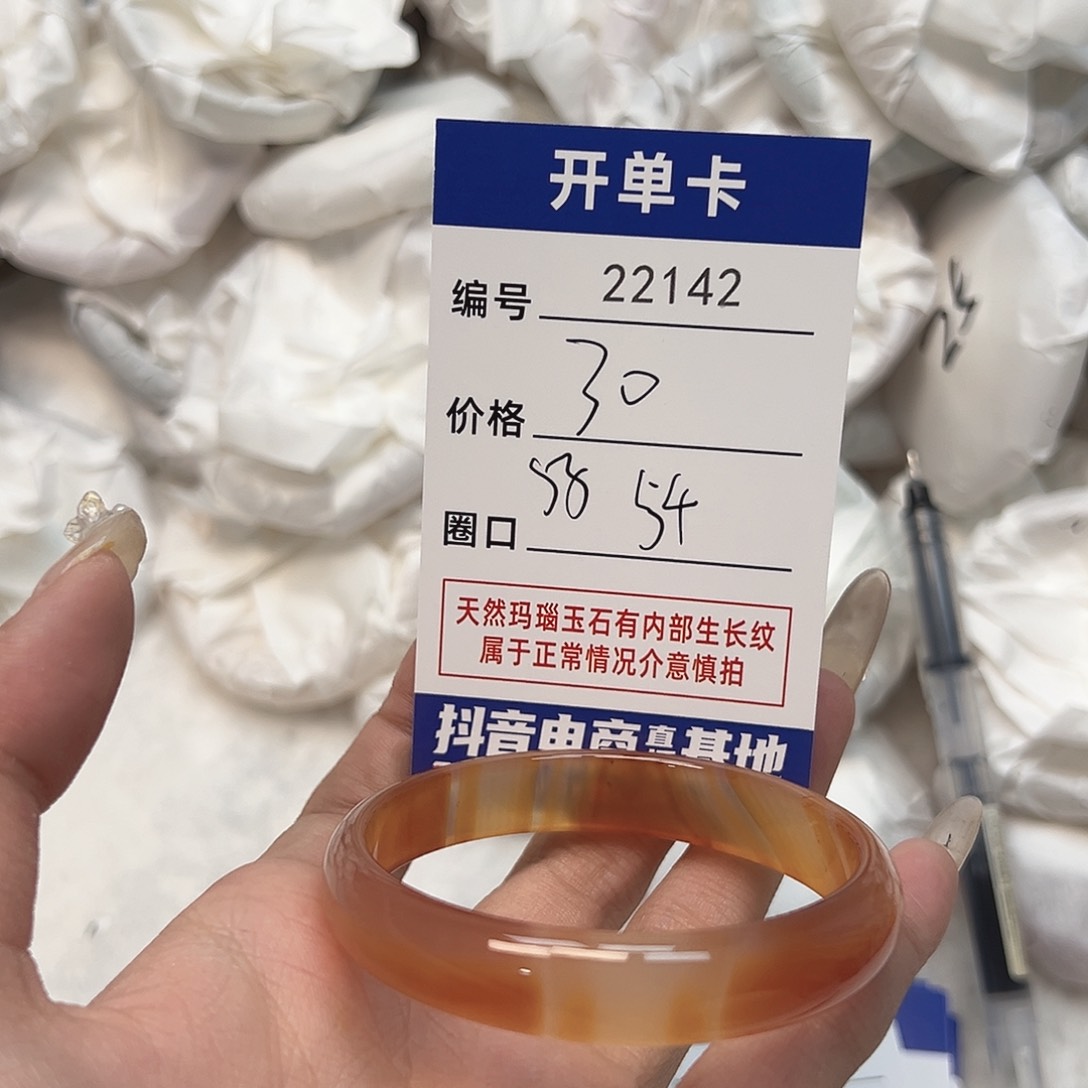 开单卡
编号 22142
价格 30
圈口 58 54
天然玛瑙玉石有内部生长纹
属于正常情况介意慎拍
抖音电商直播基地